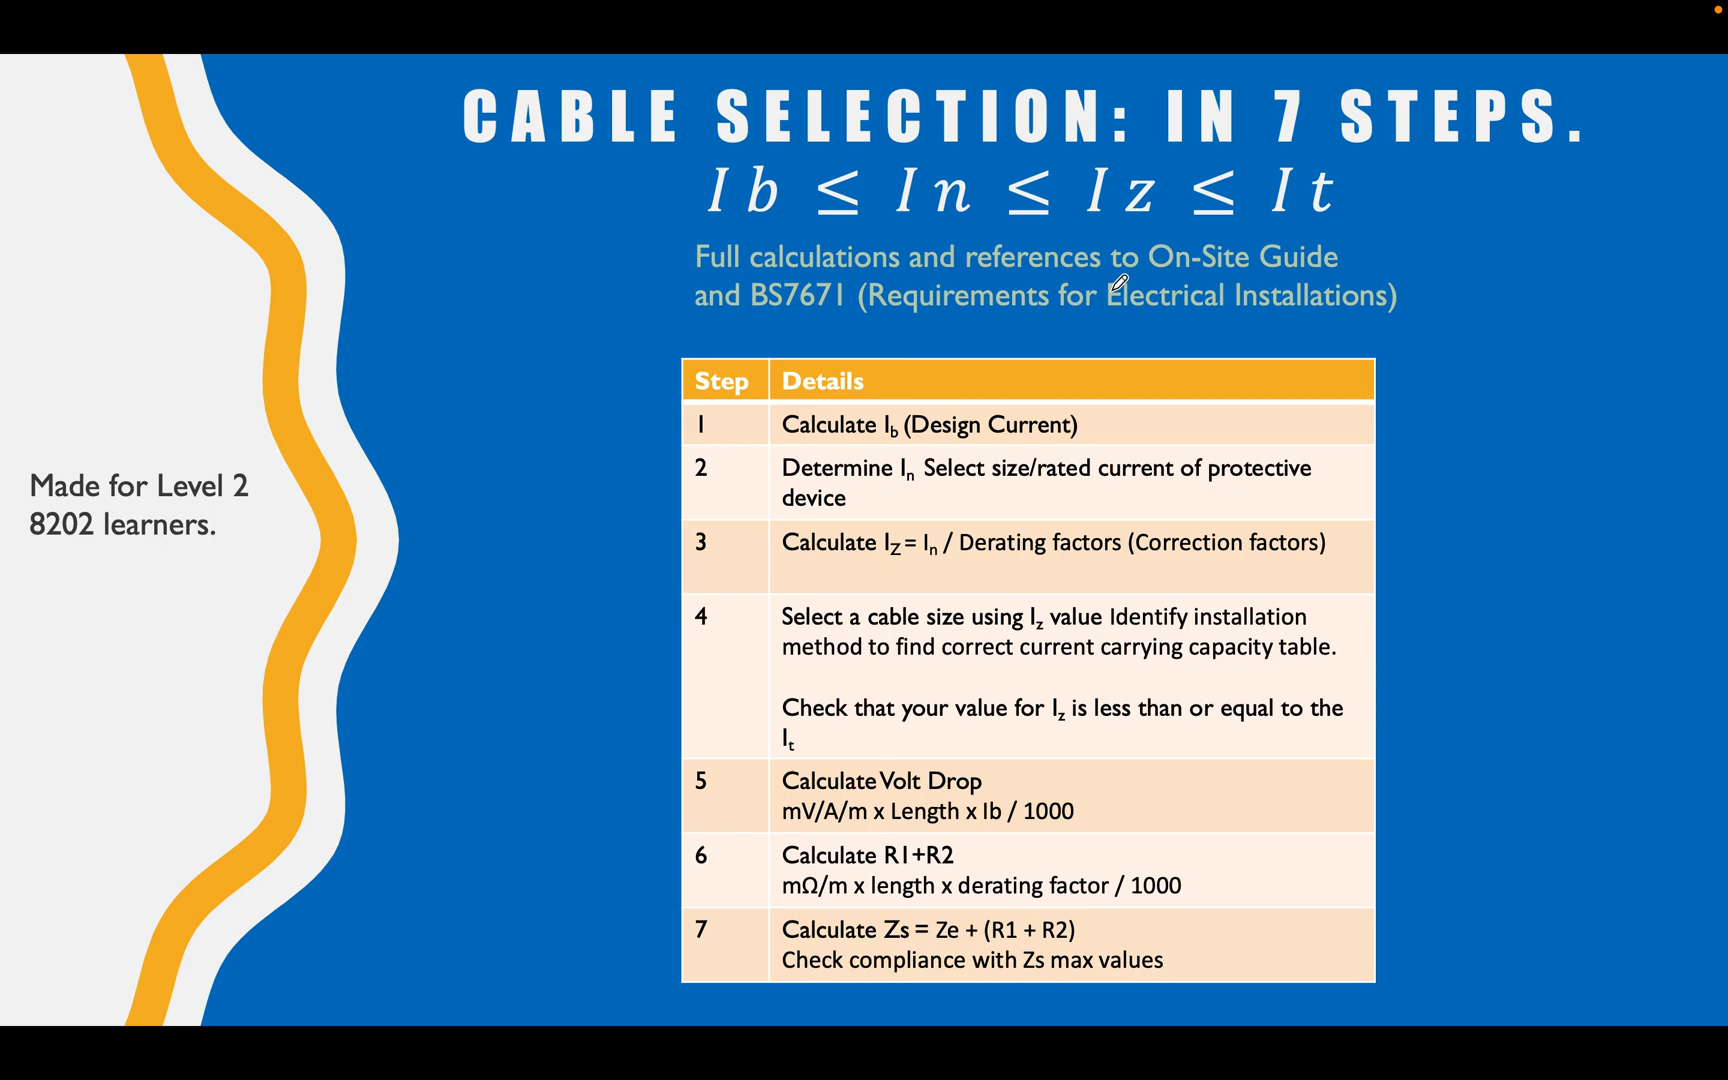 CABLE SELECTION: IN 7 STEPS.
Ib ≤ In ≤ Iz ≤ It
Full calculations and references to On-Site Guide
and BS7671 (Requirements for Electrical Installations)
Made for Level 2
8202 learners.
Step Details
1 Calculate Ib (Design Current)
2 Determine In Select size/rated current of protective
device
3 Calculate IZ = In / Derating factors (Correction factors)
4 Select a cable size using Iz value Identify installation
method to find correct current carrying capacity table.
Check that your value for Iz is less than or equal to the
It
5 Calculate Volt Drop
mV/A/m x Length x Ib / 1000
6 Calculate R1+R2
mΩ/m x length x derating factor / 1000
7 Calculate Zs = Ze + (R1 + R2)
Check compliance with Zs max values